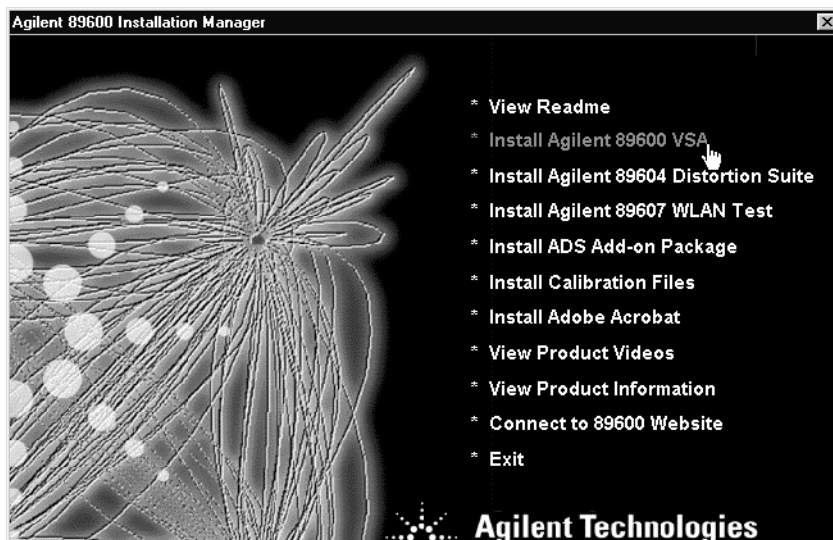 Agilent 89600 Installation Manager
* View Readme
* Install Agilent 89600 VSA
* Install Agilent 89604 Distortion Suite
* Install Agilent 89607 WLAN Test
* Install ADS Add-on Package
* Install Calibration Files
* Install Adobe Acrobat
* View Product Videos
* View Product Information
* Connect to 89600 Website
* Exit
Agilent Technologies